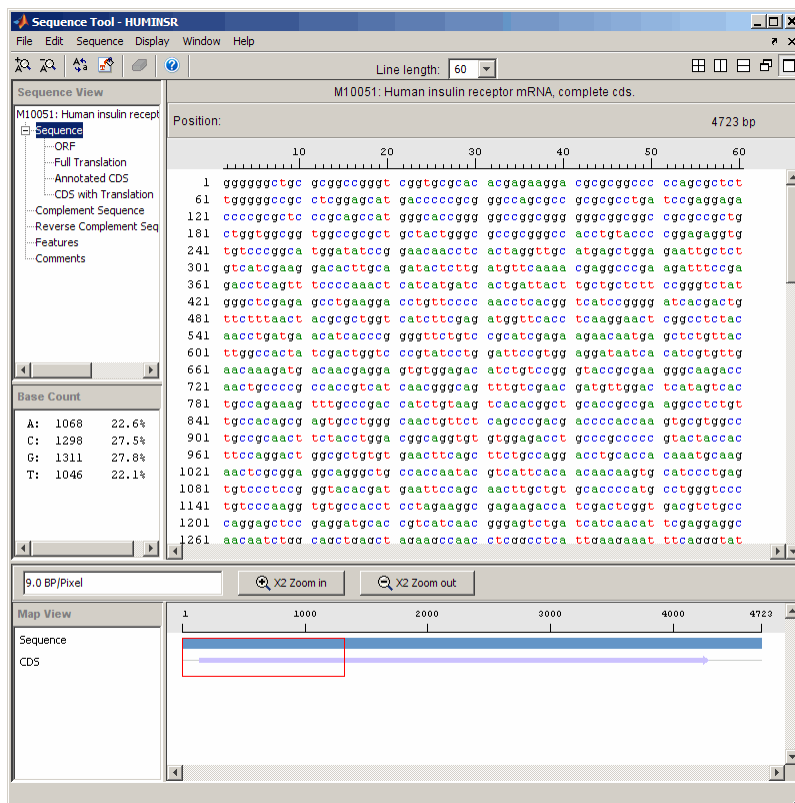 Sequence Tool - HUMINSR
File Edit Sequence Display Window Help
Line length: 60
Sequence View
M10051: Human insulin recept
Sequence
ORF
Full Translation
Annotated CDS
CDS with Translation
Complement Sequence
Reverse Complement Seq
Features
Comments
Base Count
A: 1068 22.6%
C: 1298 27.5%
G: 1311 27.8%
T: 1046 22.1%
M10051: Human insulin receptor mRNA, complete cds.
Position: 4723 bp
10 20 30 40 50 60
1 ggggggctgc gcggccgggt cggtgcgcac acgagaagga cgcgcggccc ccagcgctct
61 tgggggccgc ctcggagcat gacccccgcg ggccagcgcc gcgcgcctga tccgaggaga
121 ccccgcgctc ccgcagccat gggcaccggg ggccggcggg gggcggcggc cgcgccgctg
181 ctggtggcgg tggccgcgct gctactgggc gccgcgggcc acctgtaccc cggagaggtg
241 tgtcccggca tggatatccg gaacaacctc actaggttgc atgagctgga gaattgctct
301 gtcatcgaag gacacttgca gatactcttg atgttcaaaa cgaggcccga agatttccga
361 gacctcagtt tccccaaact catcatgatc actgattact tgctgctctt ccgggtctat
421 gggctcgaga gcctgaagga cctgttcccc aacctcacgg tcatccgggg atcacgactg
481 ttctttaact acgcgctggt catcttcgag atggttcacc tcaaggaact cggcctctac
541 aacctgatga acatcacccg gggttctgtc cgcatcgaga agaacaatga gctctgttac
601 ttggccacta tcgactggtc ccgtatcctg gattccgtgg aggataatca catcgtgttg
661 aacaaagatg acaacgagga gtgtggagac atctgtccgg gtaccgcgaa gggcaagacc
721 aactgccccg ccaccgtcat caacgggcag tttgtcgaac gatgttggac tcatagtcac
781 tgccagaaag tttgcccgac catctgtaag tcacacggct gcaccgccga aggcctctgt
841 tgccacagcg agtgcctggg caactgttct cagcccgacg accccaccaa gtgcgtggcc
901 tgccgcaact tctacctgga cggcaggtgt gtggagacct gcccgccccc gtactaccac
961 ttccaggact ggcgctgtgt gaacttcagc ttctgccagg acctgcacca caaatgcaag
1021 aactcgcgga ggcagggctg ccaccaatac gtcattcaca acaacaagtg catccctgag
1081 tgtccctccg ggtacacgat gaattccagc aacttgctgt gcaccccatg cctgggtccc
1141 tgtcccaagg tgtgccacct cctagaaggc gagaagacca tcgactcggt gacgtctgcc
1201 caggagctcc gaggatgcac cgtcatcaac gggagtctga tcatcaacat tcgaggaggc
1261 aacaatctgg cagctgagct agaagccaac ctcggcctca ttgaagaaat ttcagggtat
9.0 BP/Pixel
X2 Zoom in
X2 Zoom out
Map View
1 1000 2000 3000 4000 4723
Sequence
CDS